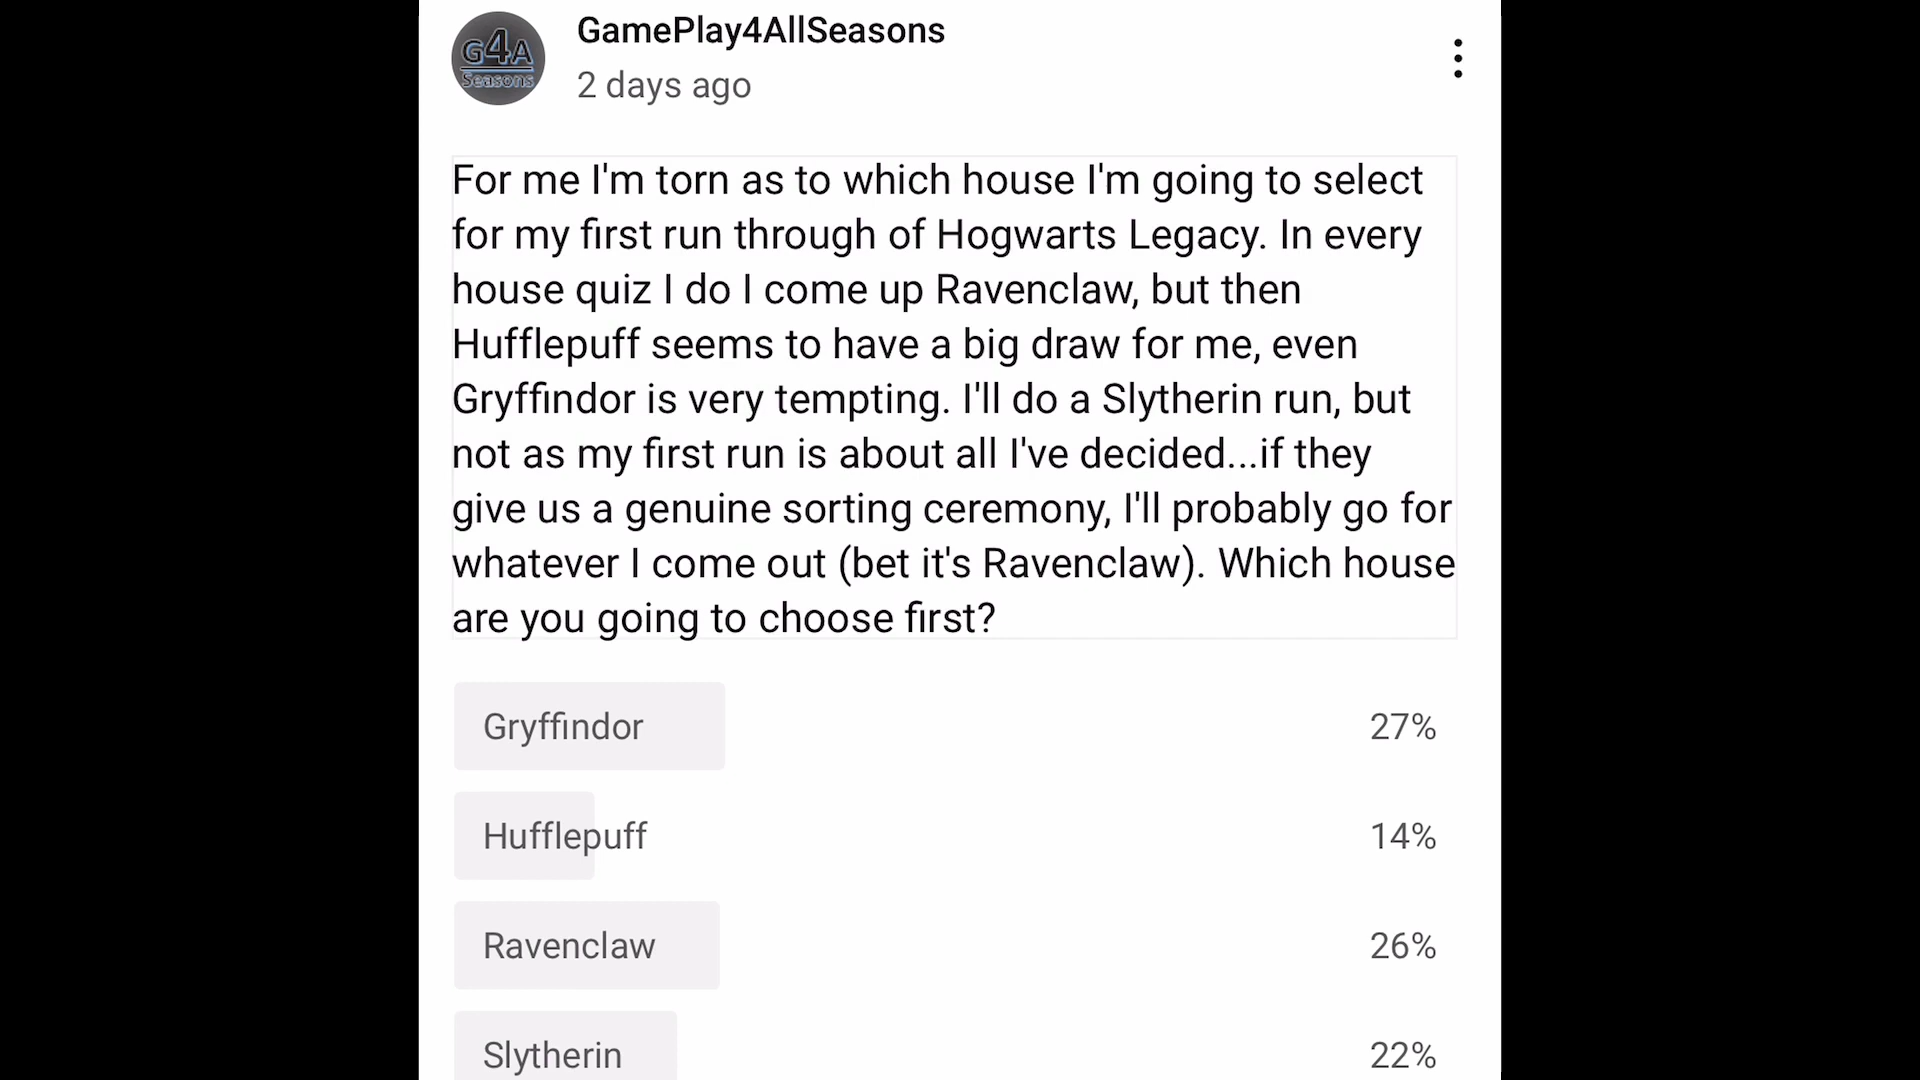 G4A
Seasons
GamePlay4AllSeasons
2 days ago
For me I'm torn as to which house I'm going to select
for my first run through of Hogwarts Legacy. In every
house quiz I do I come up Ravenclaw, but then
Hufflepuff seems to have a big draw for me, even
Gryffindor is very tempting. I'll do a Slytherin run, but
not as my first run is about all I've decided...if they
give us a genuine sorting ceremony, I'll probably go for
whatever I come out (bet it's Ravenclaw). Which house
are you going to choose first?
Gryffindor 27%
Hufflepuff 14%
Ravenclaw 26%
Slytherin 22%